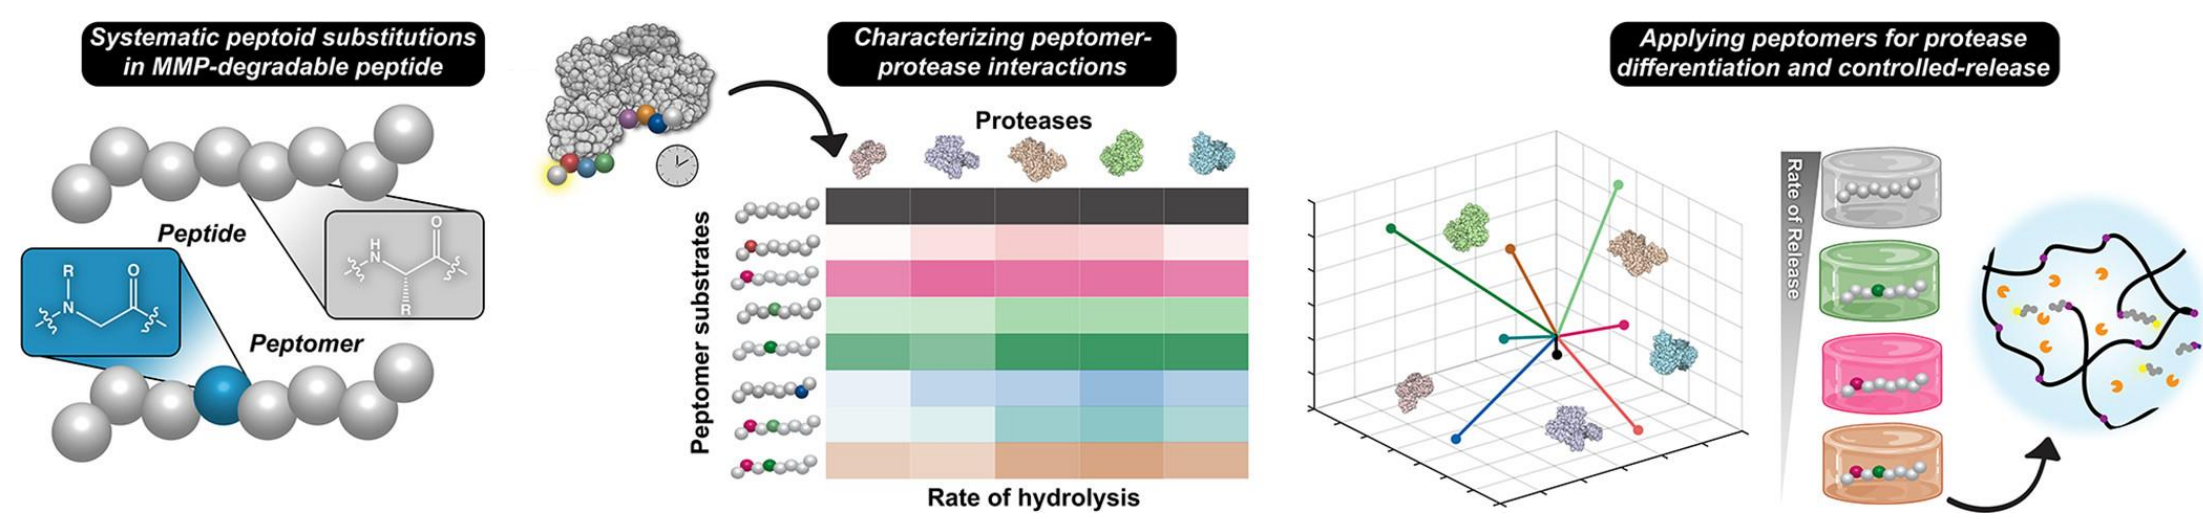 Systematic peptoid substitutions
in MMP-degradable peptide
Peptide
H
N
O
R
R
N
O
Peptomer
Characterizing peptomer-
protease interactions
Proteases
Peptomer substrates
Rate of hydrolysis
Applying peptomers for protease
differentiation and controlled-release
Rate of Release